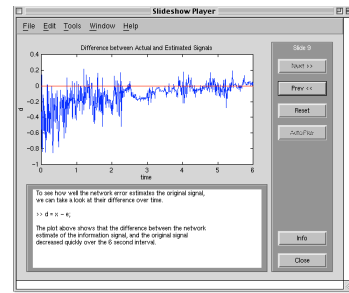 Slideshow Player
File Edit Tools Window Help
Difference between Actual and Estimated Signals
0.4
0.2
0
-0.2
-0.4
-0.6
-0.8
-1
d
0 1 2 3 4 5 6
time
Slide 9
Next >>
Prev <<
Reset
AutoPlay
Info
Close
To see how well the network error estimates the original signal,
we can take a look at their difference over time.
>> d = x - e;
The plot above shows that the difference between the network
estimate of the information signal, and the original signal
decreased quickly over the 6 second interval.